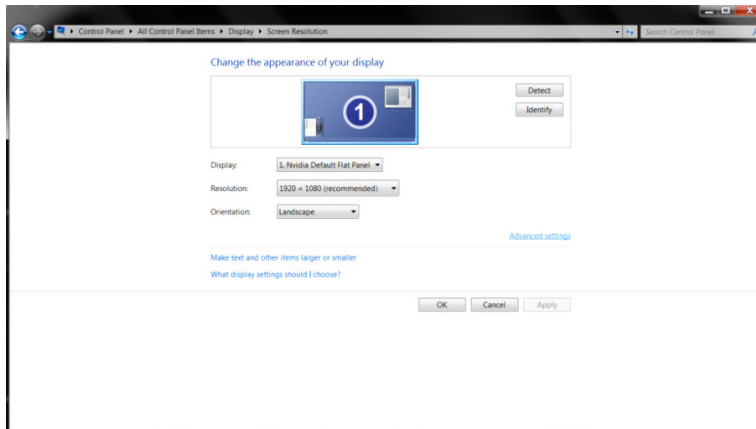 Control Panel ▸ All Control Panel Items ▸ Display ▸ Screen Resolution
Search Control Panel
Change the appearance of your display
1
Detect
Identify
Display: 1. Nvidia Default Flat Panel
Resolution: 1920 × 1080 (recommended)
Orientation: Landscape
Advanced settings
Make text and other items larger or smaller
What display settings should I choose?
OK Cancel Apply